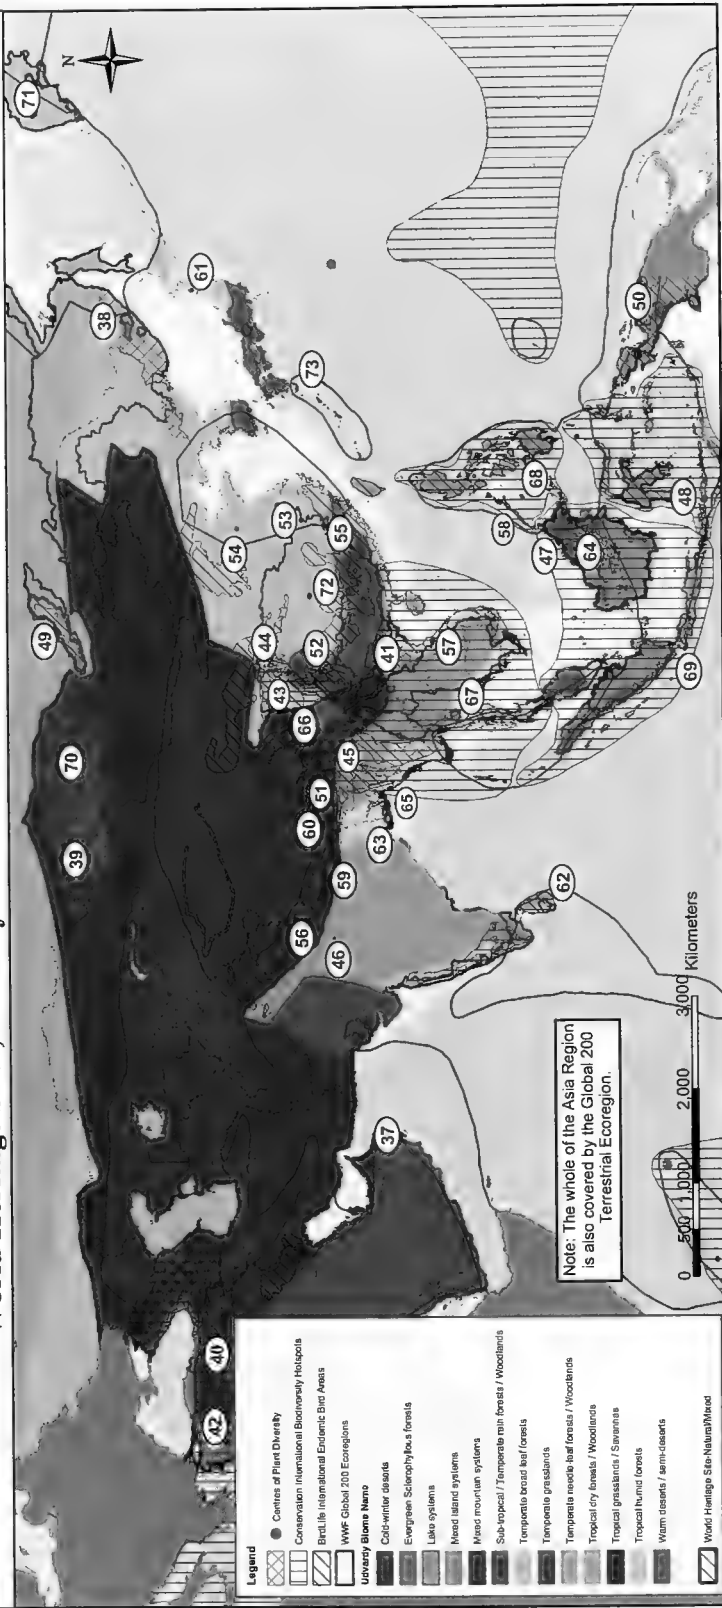 N
71
61
38
73
50
54
53
55
58
68
49
44
72
47
64
48
43
52
41
57
66
67
69
70
45
51
65
39
60
63
59
62
56
46
37
40
42
Note: The whole of the Asia Region
is also covered by the Global 200
Terrestrial Ecoregion.
0 500 1,000 2,000 3,000
Kilometers
Legend
Centres of Plant Diversity
Conservation International Biodiversity Hotspots
BirdLife International Endemic Bird Areas
WWF Global 200 Ecoregions
Udvardy Biome Name
Cold-winter deserts
Evergreen Sclerophyllous forests
Lake systems
Mixed island systems
Mixed mountain systems
Sub-tropical / Temperate rain forests / Woodlands
Temperate broad leaf forests
Temperate grasslands
Temperate needle-leaf forests / Woodlands
Tropical dry forests / Woodlands
Tropical grasslands / Savannas
Tropical humid forests
Warm deserts / semi-deserts
World Heritage Site-Natural/Mixed